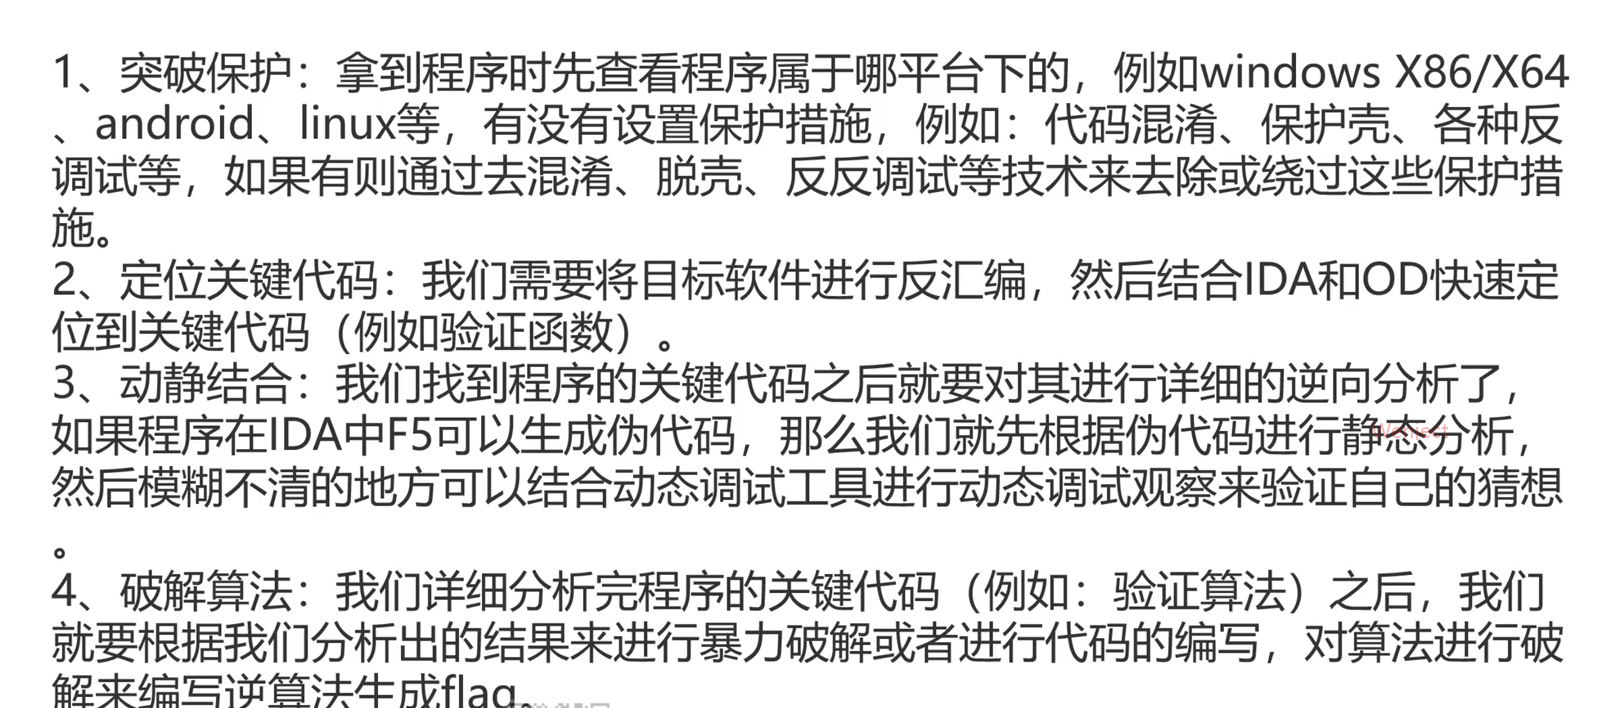 1、突破保护：拿到程序时先查看程序属于哪平台下的，例如windows X86/X64
、android、linux等，有没有设置保护措施，例如：代码混淆、保护壳、各种反
调试等，如果有则通过去混淆、脱壳、反反调试等技术来去除或绕过这些保护措
施。
2、定位关键代码：我们需要将目标软件进行反汇编，然后结合IDA和OD快速定
位到关键代码（例如验证函数）。
3、动静结合：我们找到程序的关键代码之后就要对其进行详细的逆向分析了，
如果程序在IDA中F5可以生成伪代码，那么我们就先根据伪代码进行静态分析，
然后模糊不清的地方可以结合动态调试工具进行动态调试观察来验证自己的猜想
。
4、破解算法：我们详细分析完程序的关键代码（例如：验证算法）之后，我们
就要根据我们分析出的结果来进行暴力破解或者进行代码的编写，对算法进行破
解来编写逆算法生成flag。